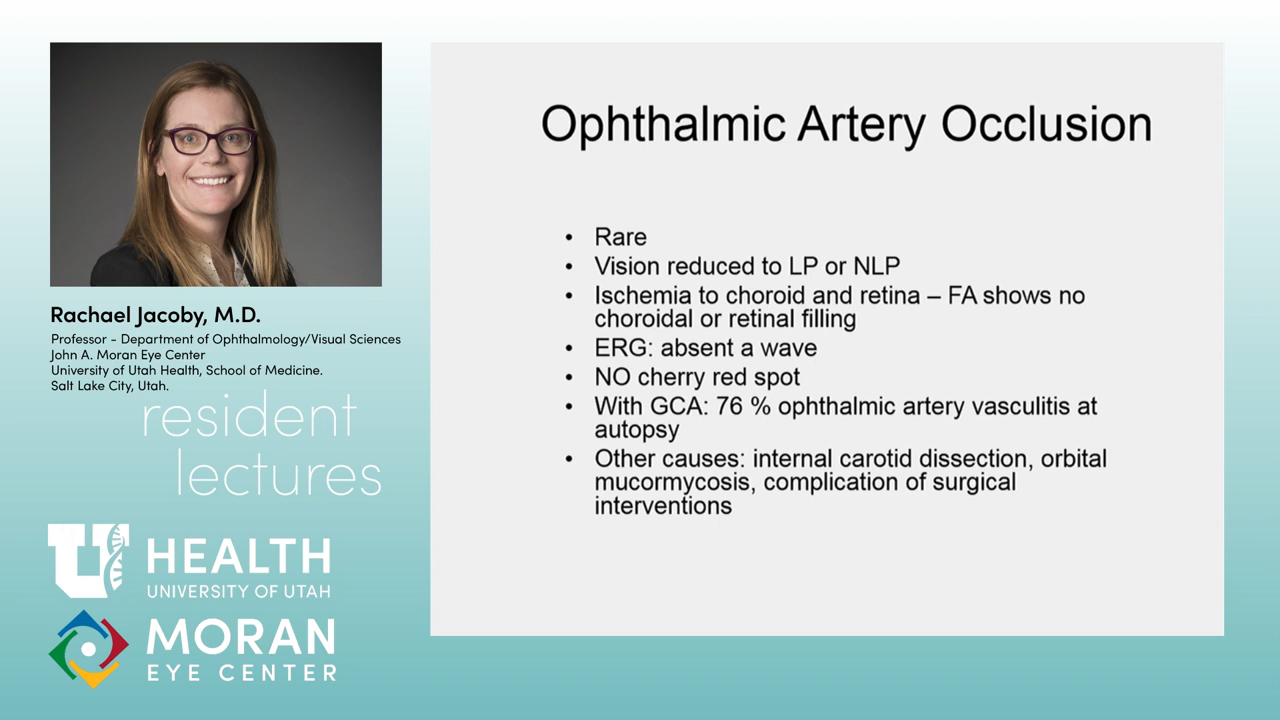 Rachael Jacoby, M.D.
Professor - Department of Ophthalmology/Visual Sciences
John A. Moran Eye Center
University of Utah Health, School of Medicine.
Salt Lake City, Utah.
resident
lectures
U
HEALTH
UNIVERSITY OF UTAH
MORAN
EYE CENTER
Ophthalmic Artery Occlusion
• Rare
• Vision reduced to LP or NLP
• Ischemia to choroid and retina – FA shows no
choroidal or retinal filling
• ERG: absent a wave
• NO cherry red spot
• With GCA: 76 % ophthalmic artery vasculitis at
autopsy
• Other causes: internal carotid dissection, orbital
mucormycosis, complication of surgical
interventions